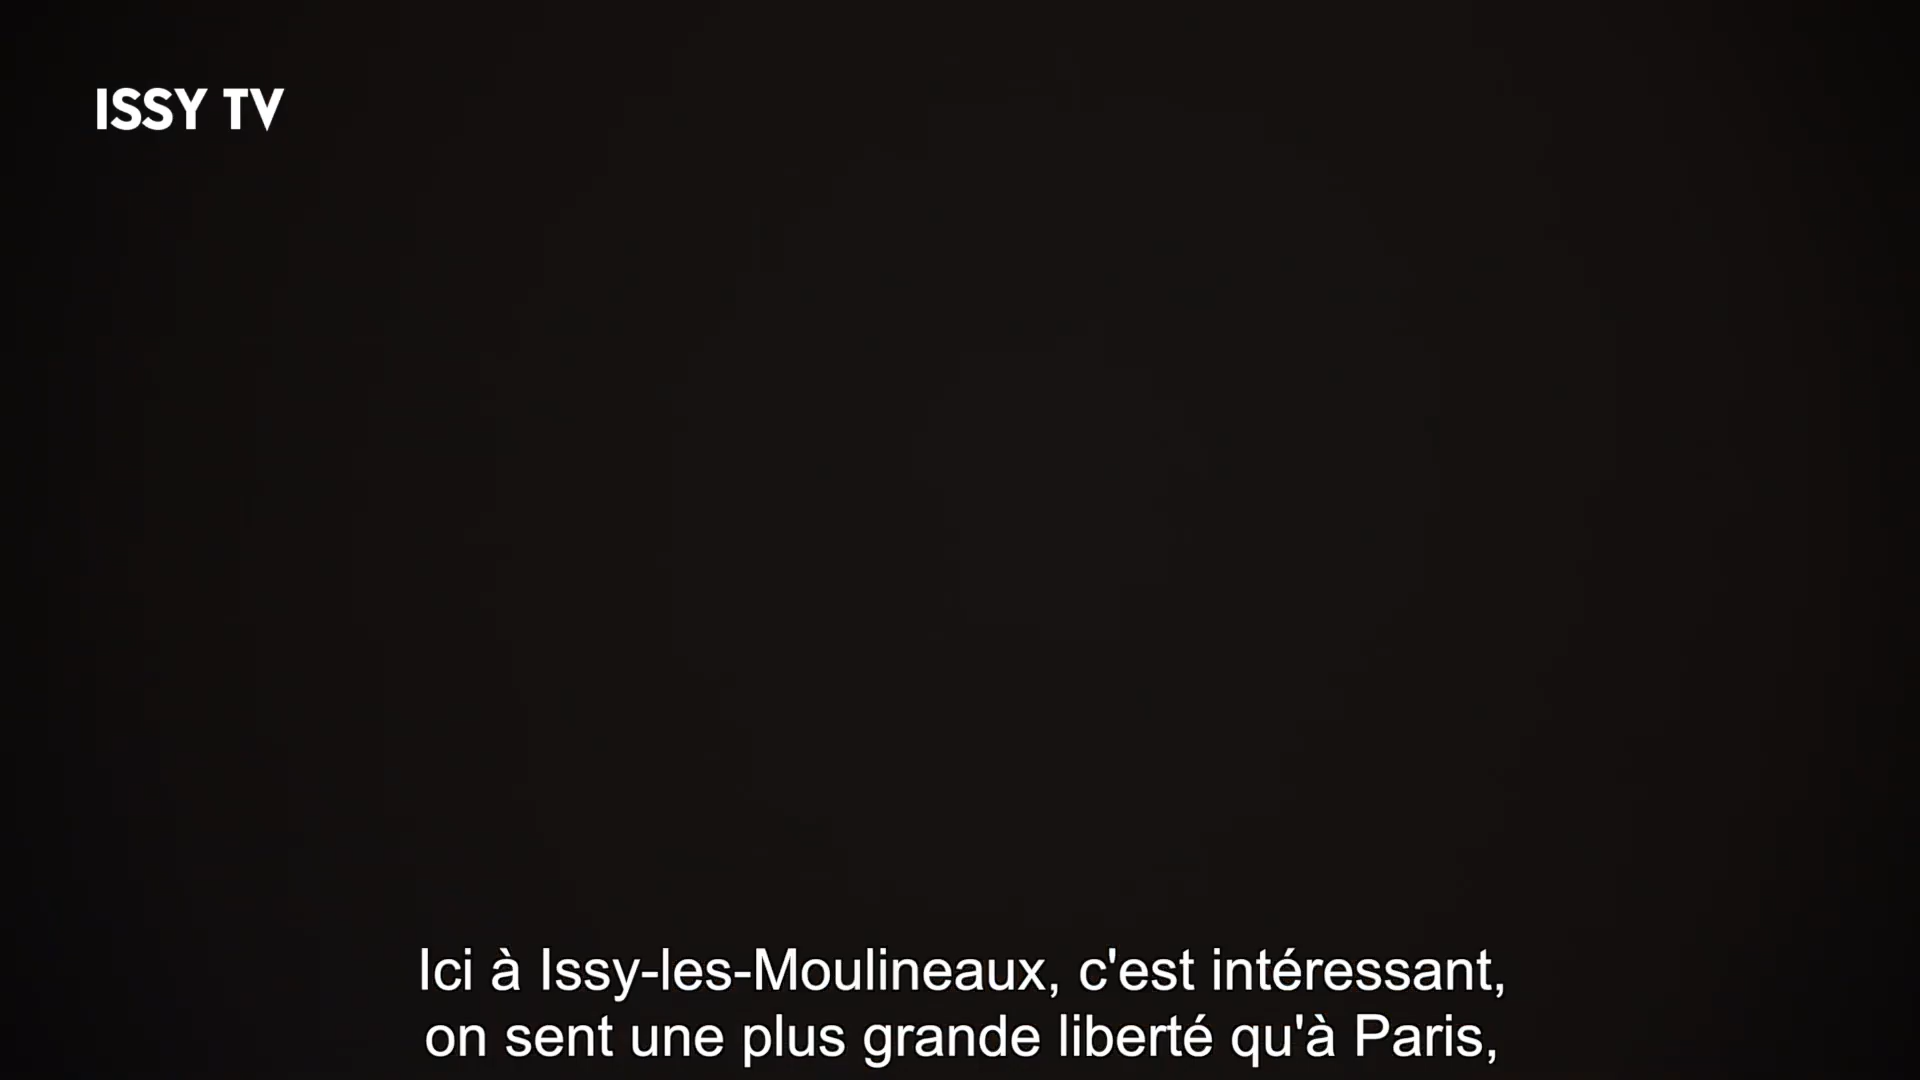 ISSY TV
Ici à Issy-les-Moulineaux, c'est intéressant,
on sent une plus grande liberté qu'à Paris,